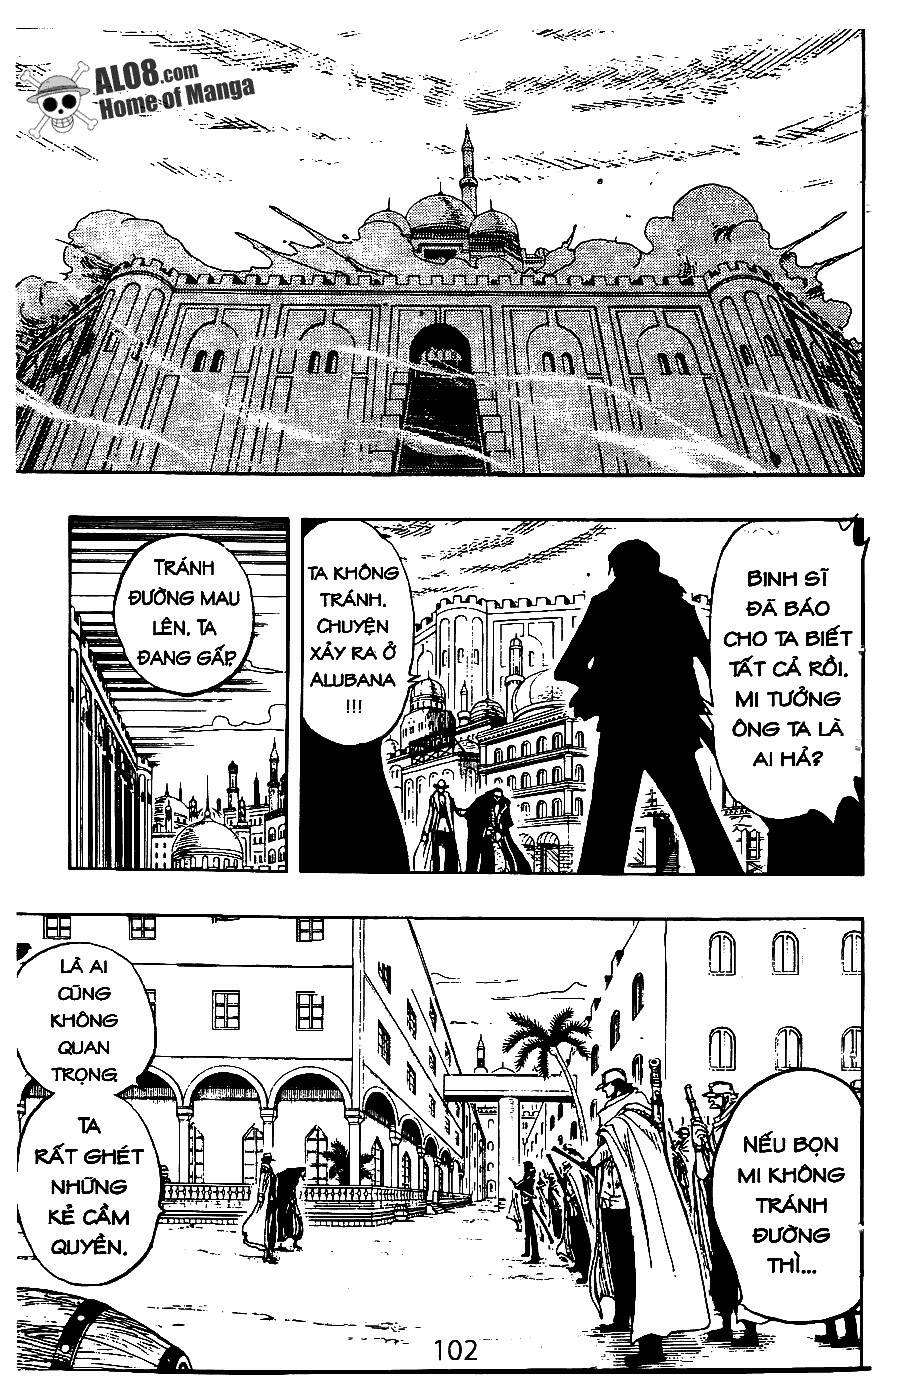 ALO8.com
Home of Manga
BINH SĨ
ĐÃ BÁO
CHO TA BIẾT
TẤT CẢ RỒI.
MI TƯỞNG
ÔNG TA LÀ
AI HẢ?
TA KHÔNG
TRÁNH.
CHUYỆN
XẢY RA Ở
ALUBANA
!!!
TRÁNH
ĐƯỜNG MAU
LÊN. TA
ĐANG GẤP.
NẾU BỌN
MI KHÔNG
TRÁNH
ĐƯỜNG
THÌ...
LÀ AI
CŨNG
KHÔNG
QUAN
TRỌNG.
TA
RẤT GHÉT
NHỮNG
KẺ CẦM
QUYỀN.
102